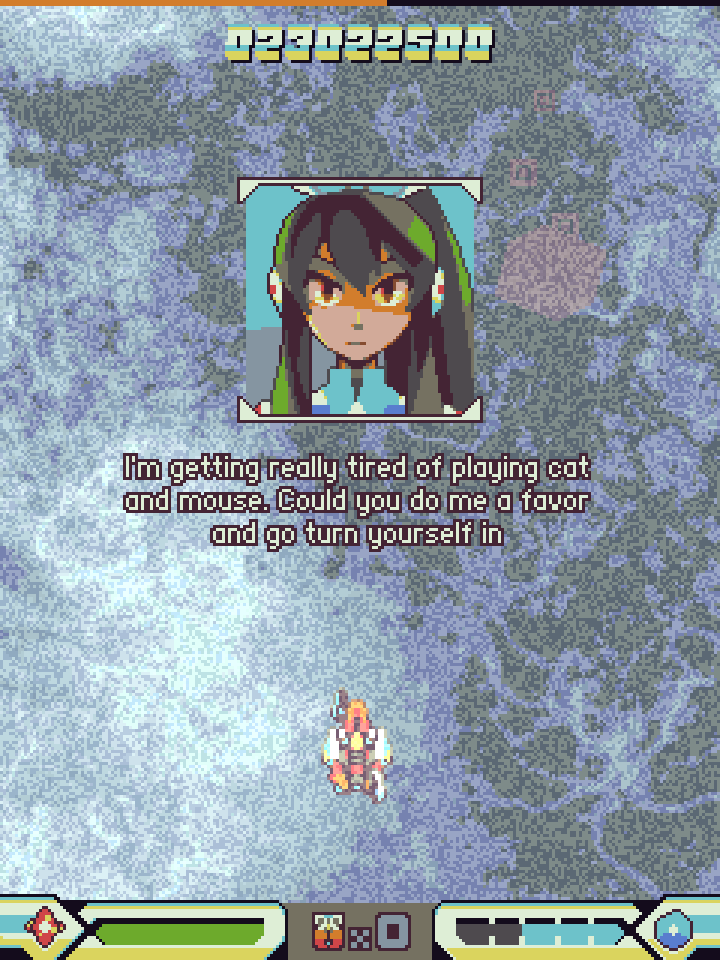 023022500
I'm getting really tired of playing cat
and mouse. Could you do me a favor
and go turn yourself in
x 0